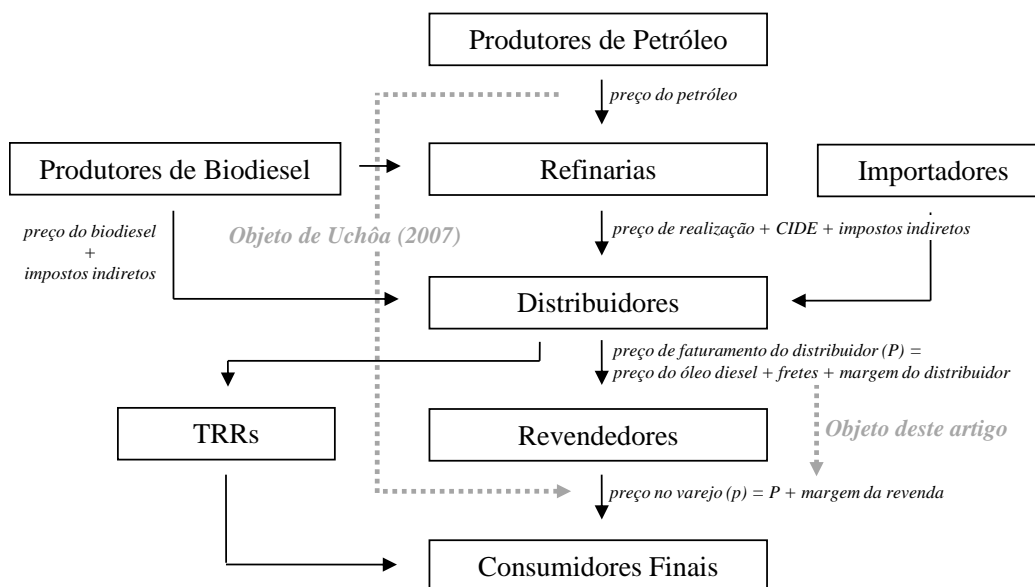 Produtores de Petróleo
preço do petróleo
Produtores de Biodiesel
Refinarias
Importadores
preço do biodiesel
+
impostos indiretos
Objeto de Uchôa (2007)
preço de realização + CIDE + impostos indiretos
Distribuidores
preço de faturamento do distribuidor (P) =
preço do óleo diesel + fretes + margem do distribuidor
TRRs
Revendedores
Objeto deste artigo
preço no varejo (p) = P + margem da revenda
Consumidores Finais